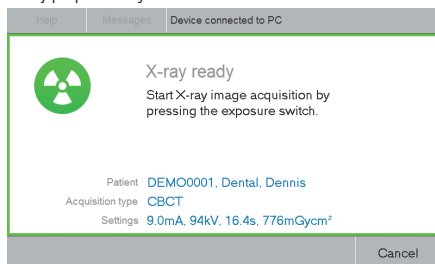 Help Messages Device connected to PC
X-ray ready
Start X-ray image acquisition by
pressing the exposure switch.
Patient DEMO0001, Dental, Dennis
Acquisition type CBCT
Settings 9.0mA, 94kV, 16.4s, 776mGycm²
Cancel